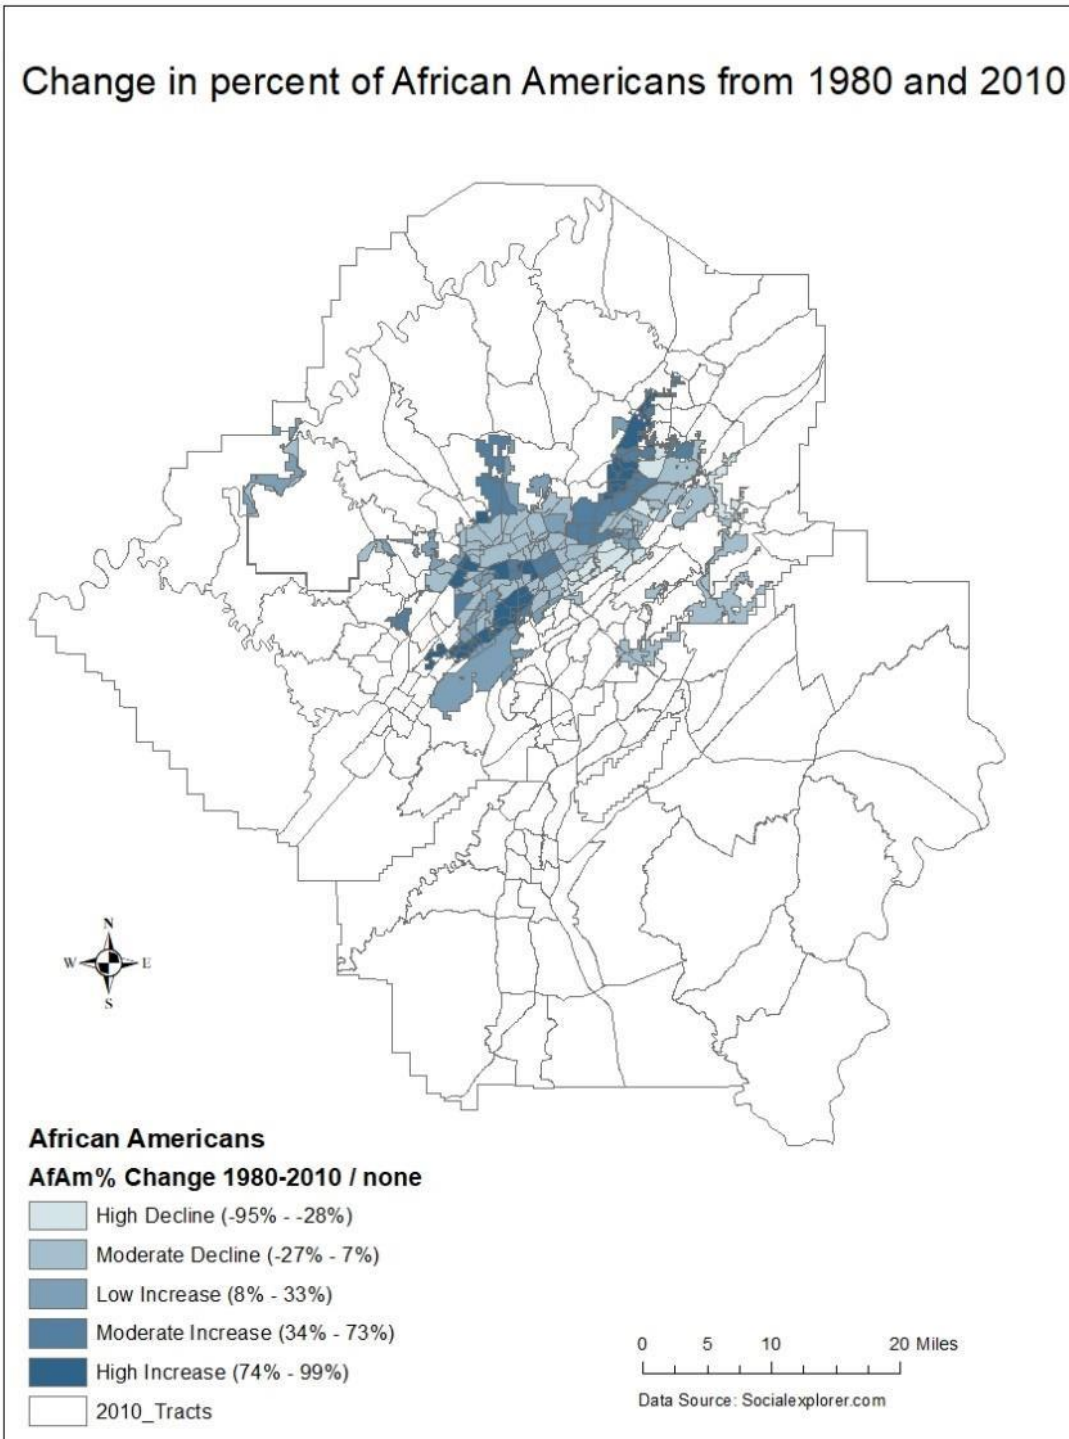 Change in percent of African Americans from 1980 and 2010
N
W E
S
African Americans
AfAm% Change 1980-2010 / none
High Decline (-95% - -28%)
Moderate Decline (-27% - 7%)
Low Increase (8% - 33%)
Moderate Increase (34% - 73%)
High Increase (74% - 99%)
2010_Tracts
0 5 10 20 Miles
Data Source: Socialexplorer.com